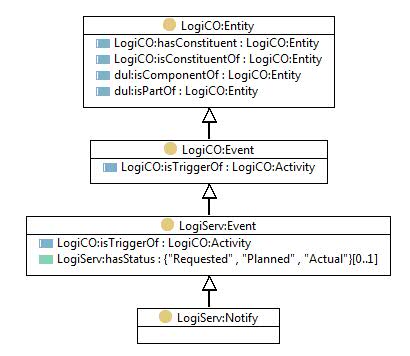 LogiCO:Entity
LogiCO:hasConstituent : LogiCO:Entity
LogiCO:isConstituentOf : LogiCO:Entity
dul:isComponentOf : LogiCO:Entity
dul:isPartOf : LogiCO:Entity
LogiCO:Event
LogiCO:isTriggerOf : LogiCO:Activity
LogiServ:Event
LogiCO:isTriggerOf : LogiCO:Activity
LogiServ:hasStatus : {"Requested" , "Planned" , "Actual"}[0..1]
LogiServ:Notify